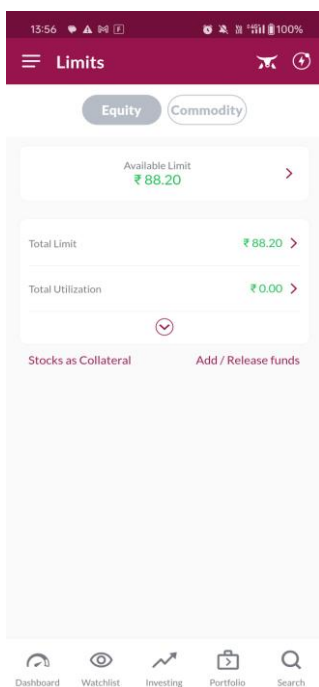 13:56
100%
Limits
Equity
Commodity
Available Limit
₹ 88.20
Total Limit
₹ 88.20
Total Utilization
₹ 0.00
Stocks as Collateral
Add / Release funds
Dashboard
Watchlist
Investing
Portfolio
Search